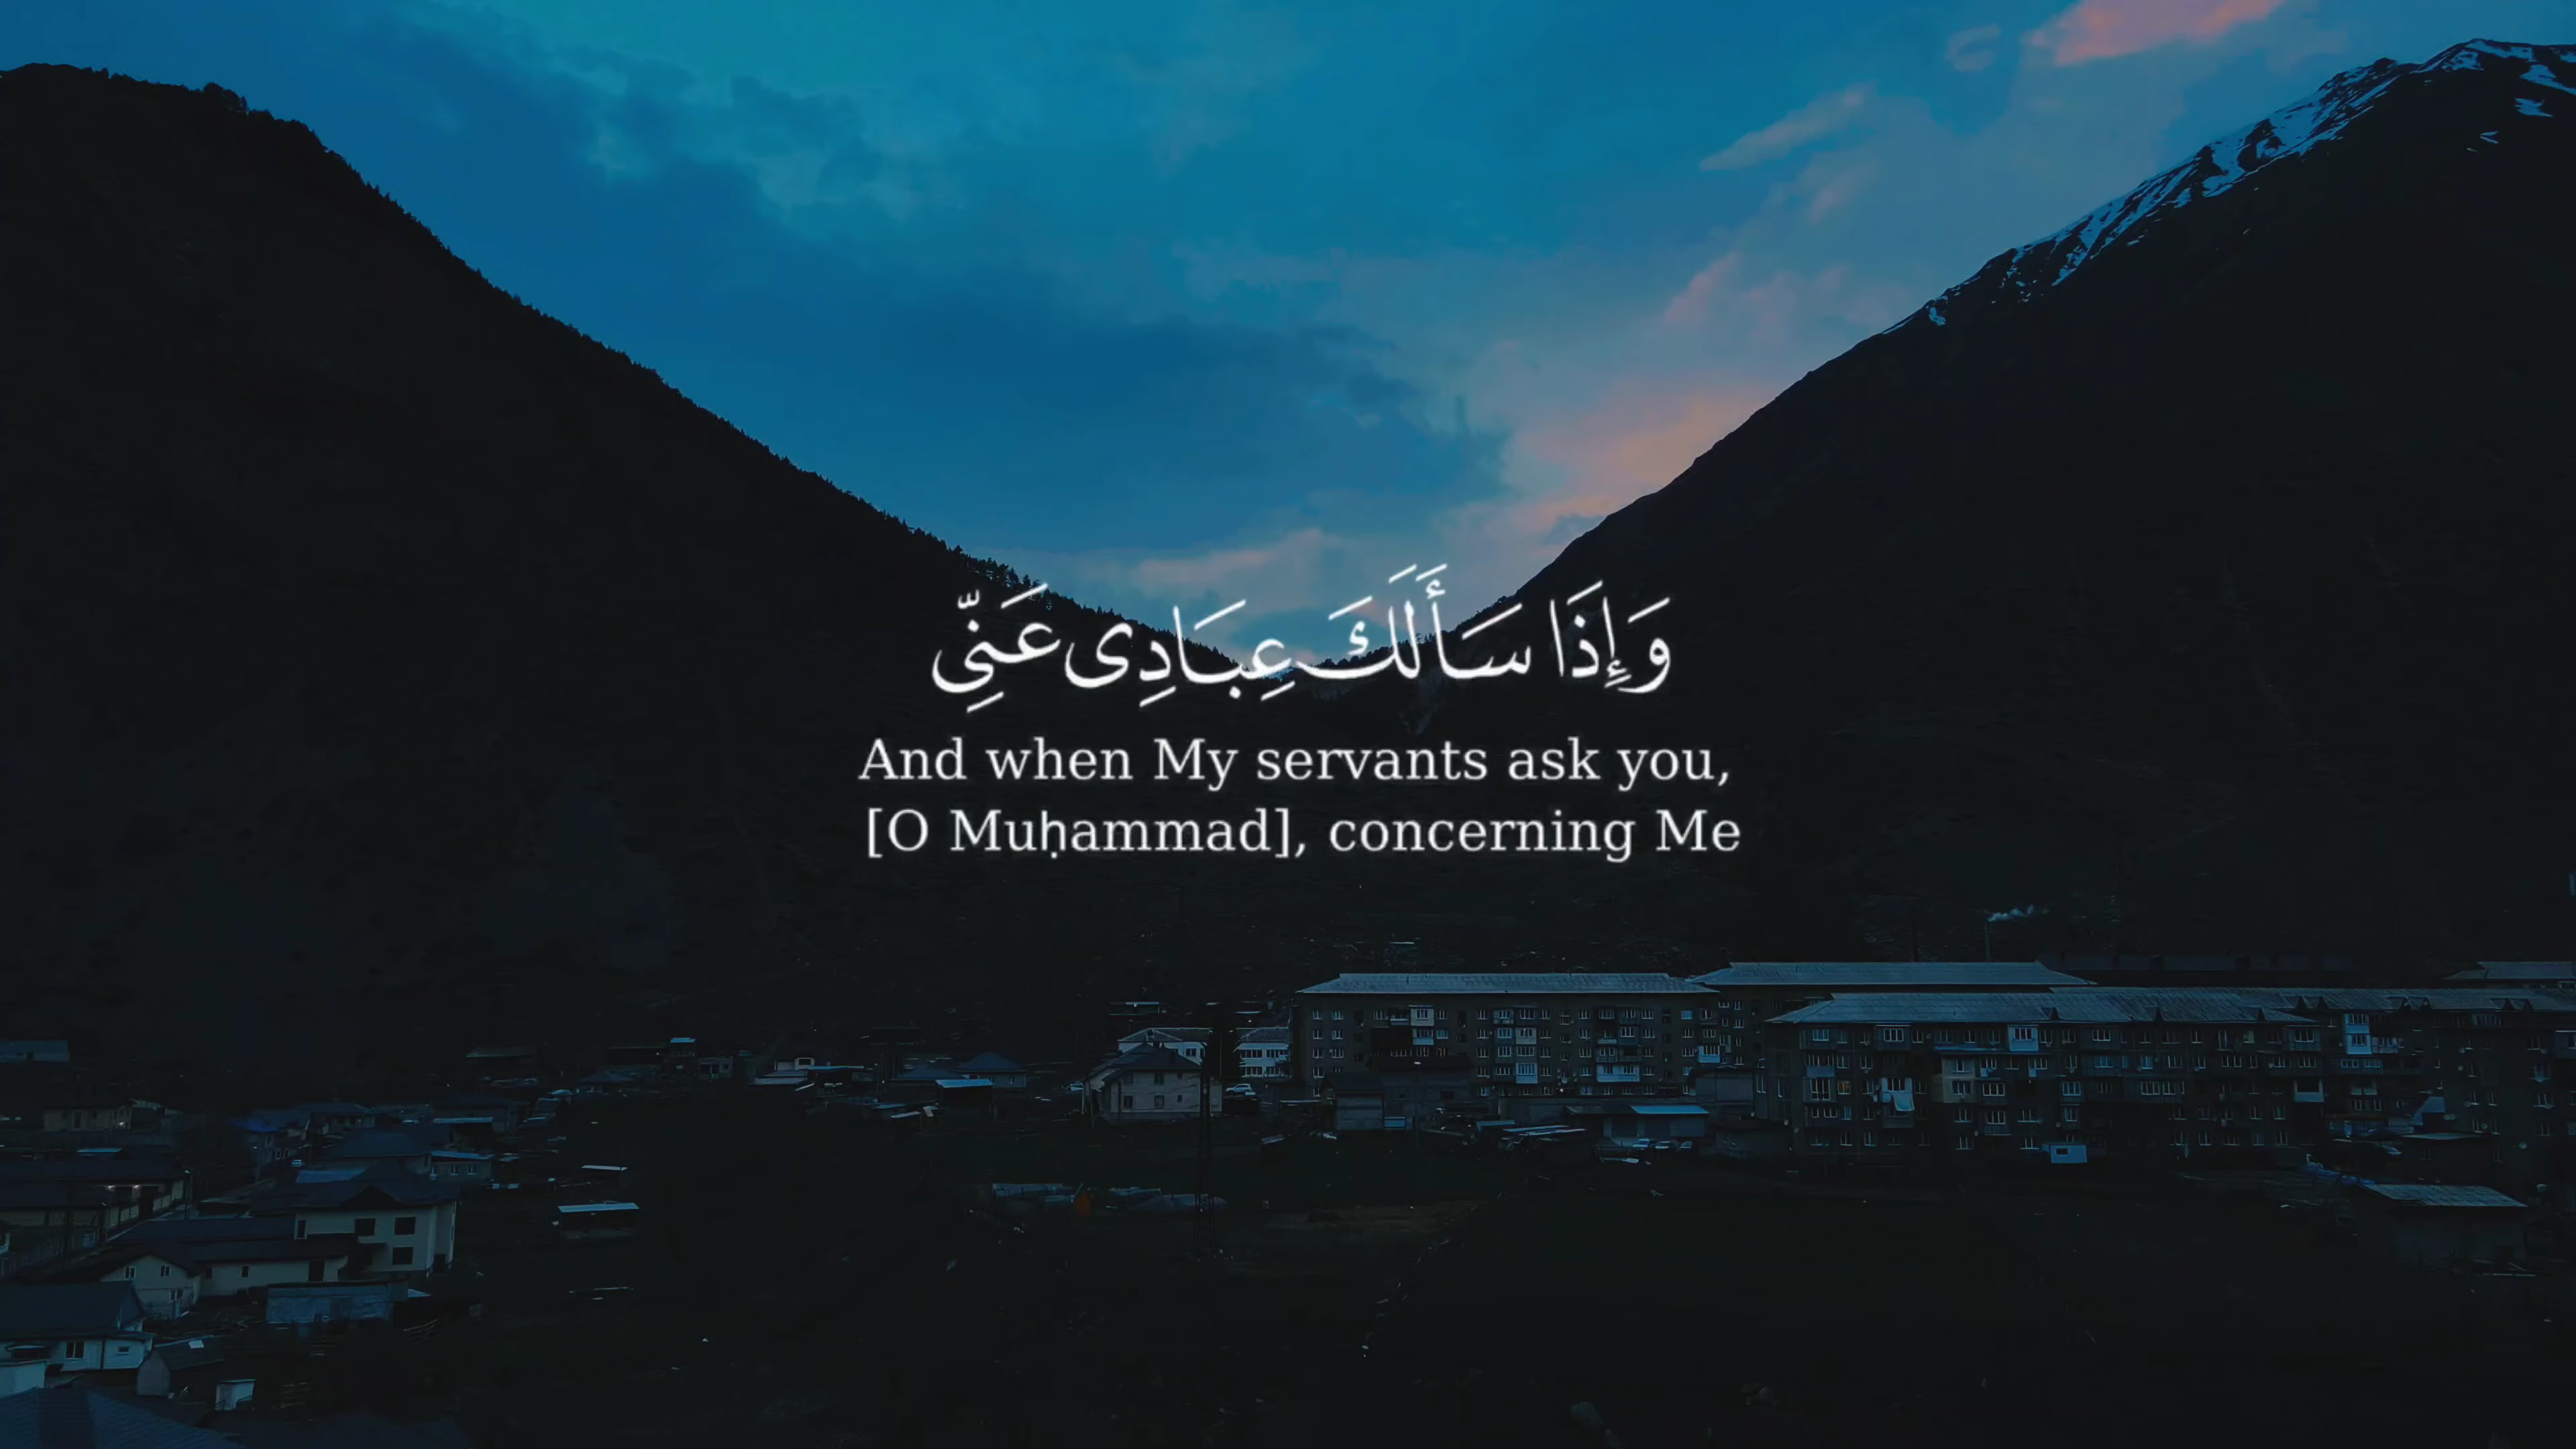 وَإِذَا سَأَلَكَ عِبَادِى عَنِّى
And when My servants ask you,
[O Muḥammad], concerning Me